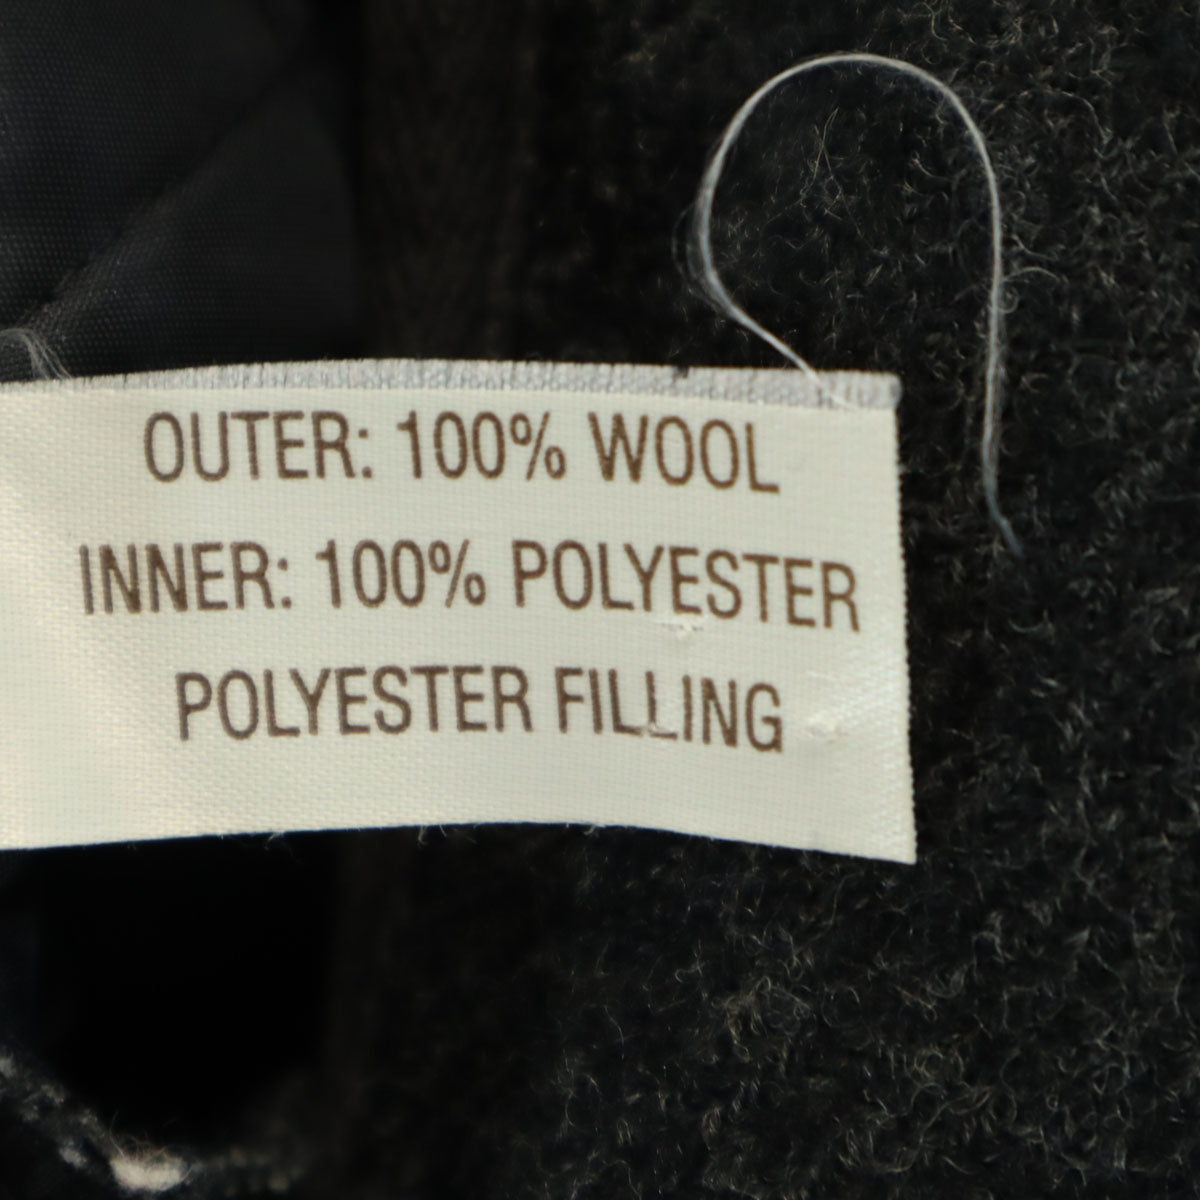 OUTER: 100% WOOL
INNER: 100% POLYESTER
POLYESTER FILLING